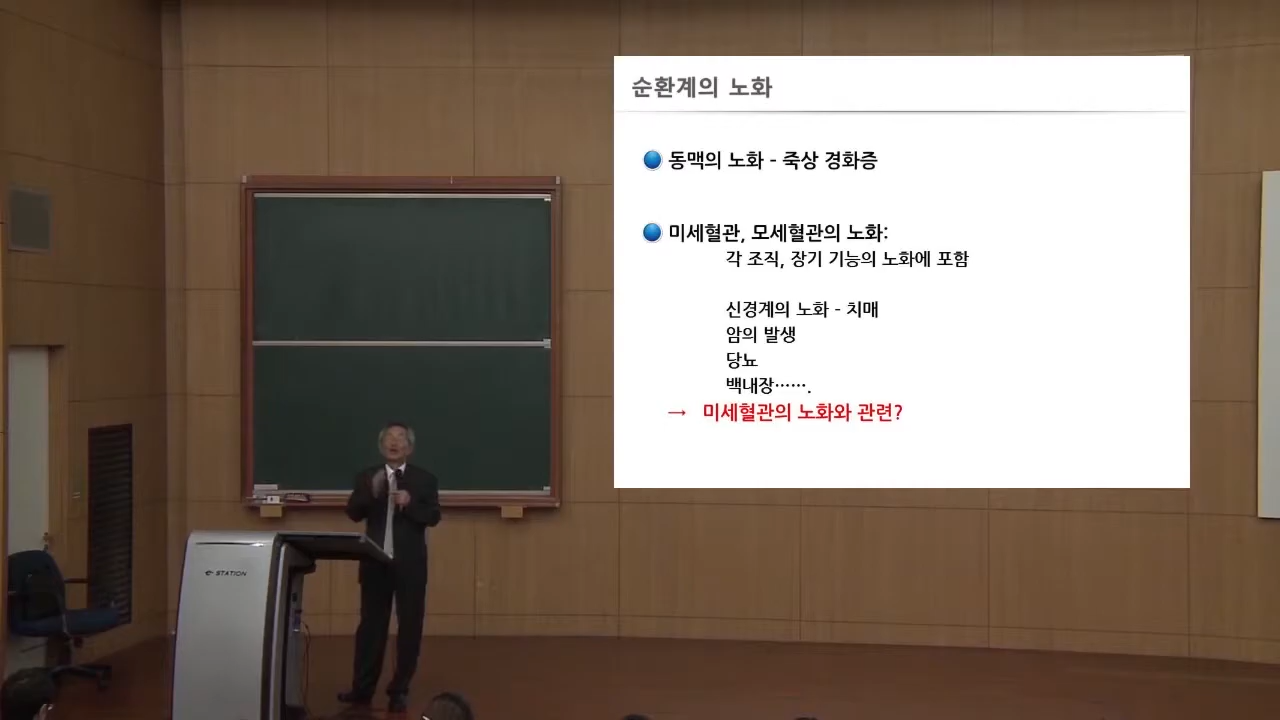 순환계의 노화
동맥의 노화 - 죽상 경화증
미세혈관, 모세혈관의 노화:
각 조직, 장기 기능의 노화에 포함
신경계의 노화 - 치매
암의 발생
당뇨
백내장…….
→ 미세혈관의 노화와 관련?
e-STATION